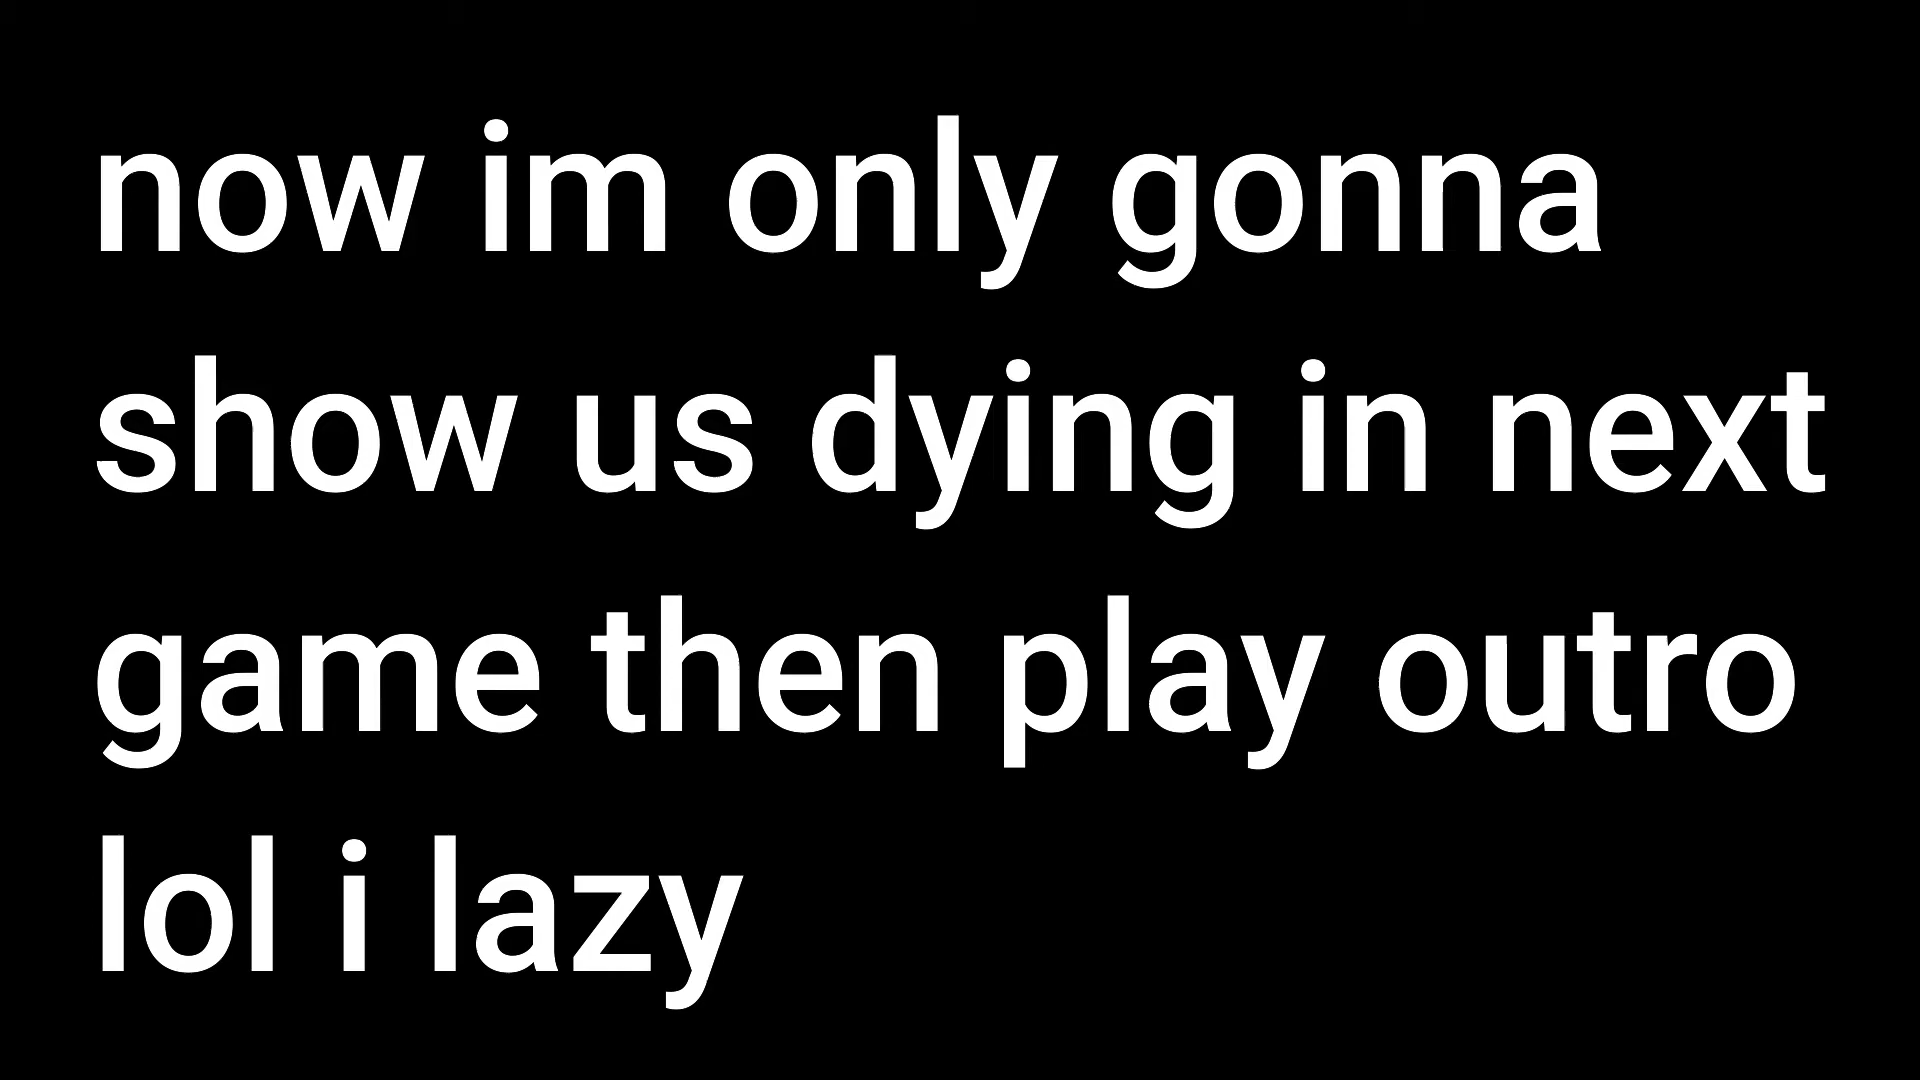 now im only gonna
show us dying in next
game then play outro
lol i lazy